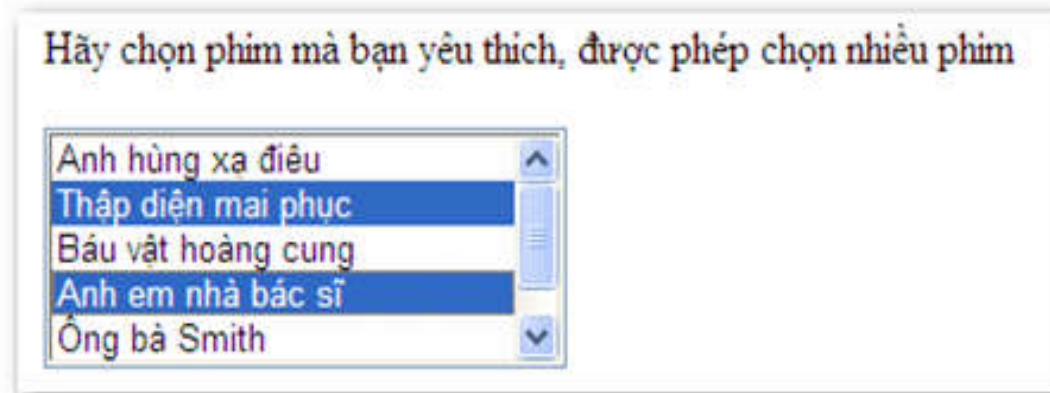 Hãy chọn phim mà bạn yêu thích, được phép chọn nhiều phim
Anh hùng xạ điêu
Thập diện mai phục
Báu vật hoàng cung
Anh em nhà bác sĩ
Ông bà Smith